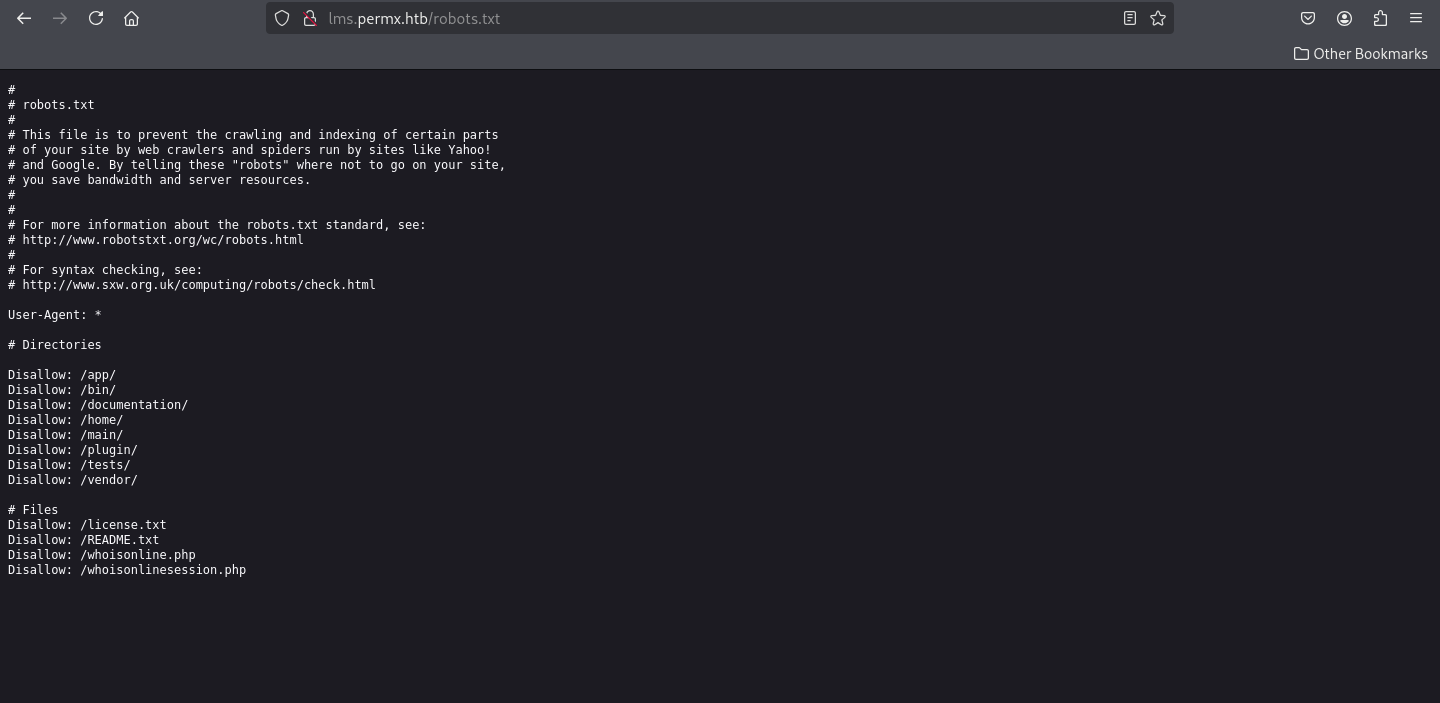 lms.permx.htb/robots.txt
Other Bookmarks
#
# robots.txt
#
# This file is to prevent the crawling and indexing of certain parts
# of your site by web crawlers and spiders run by sites like Yahoo!
# and Google. By telling these "robots" where not to go on your site,
# you save bandwidth and server resources.
#
#
# For more information about the robots.txt standard, see:
# http://www.robotstxt.org/wc/robots.html
#
# For syntax checking, see:
# http://www.sxw.org.uk/computing/robots/check.html
User-Agent: *
# Directories
Disallow: /app/
Disallow: /bin/
Disallow: /documentation/
Disallow: /home/
Disallow: /main/
Disallow: /plugin/
Disallow: /tests/
Disallow: /vendor/
# Files
Disallow: /license.txt
Disallow: /README.txt
Disallow: /whoisonline.php
Disallow: /whoisonlinesession.php